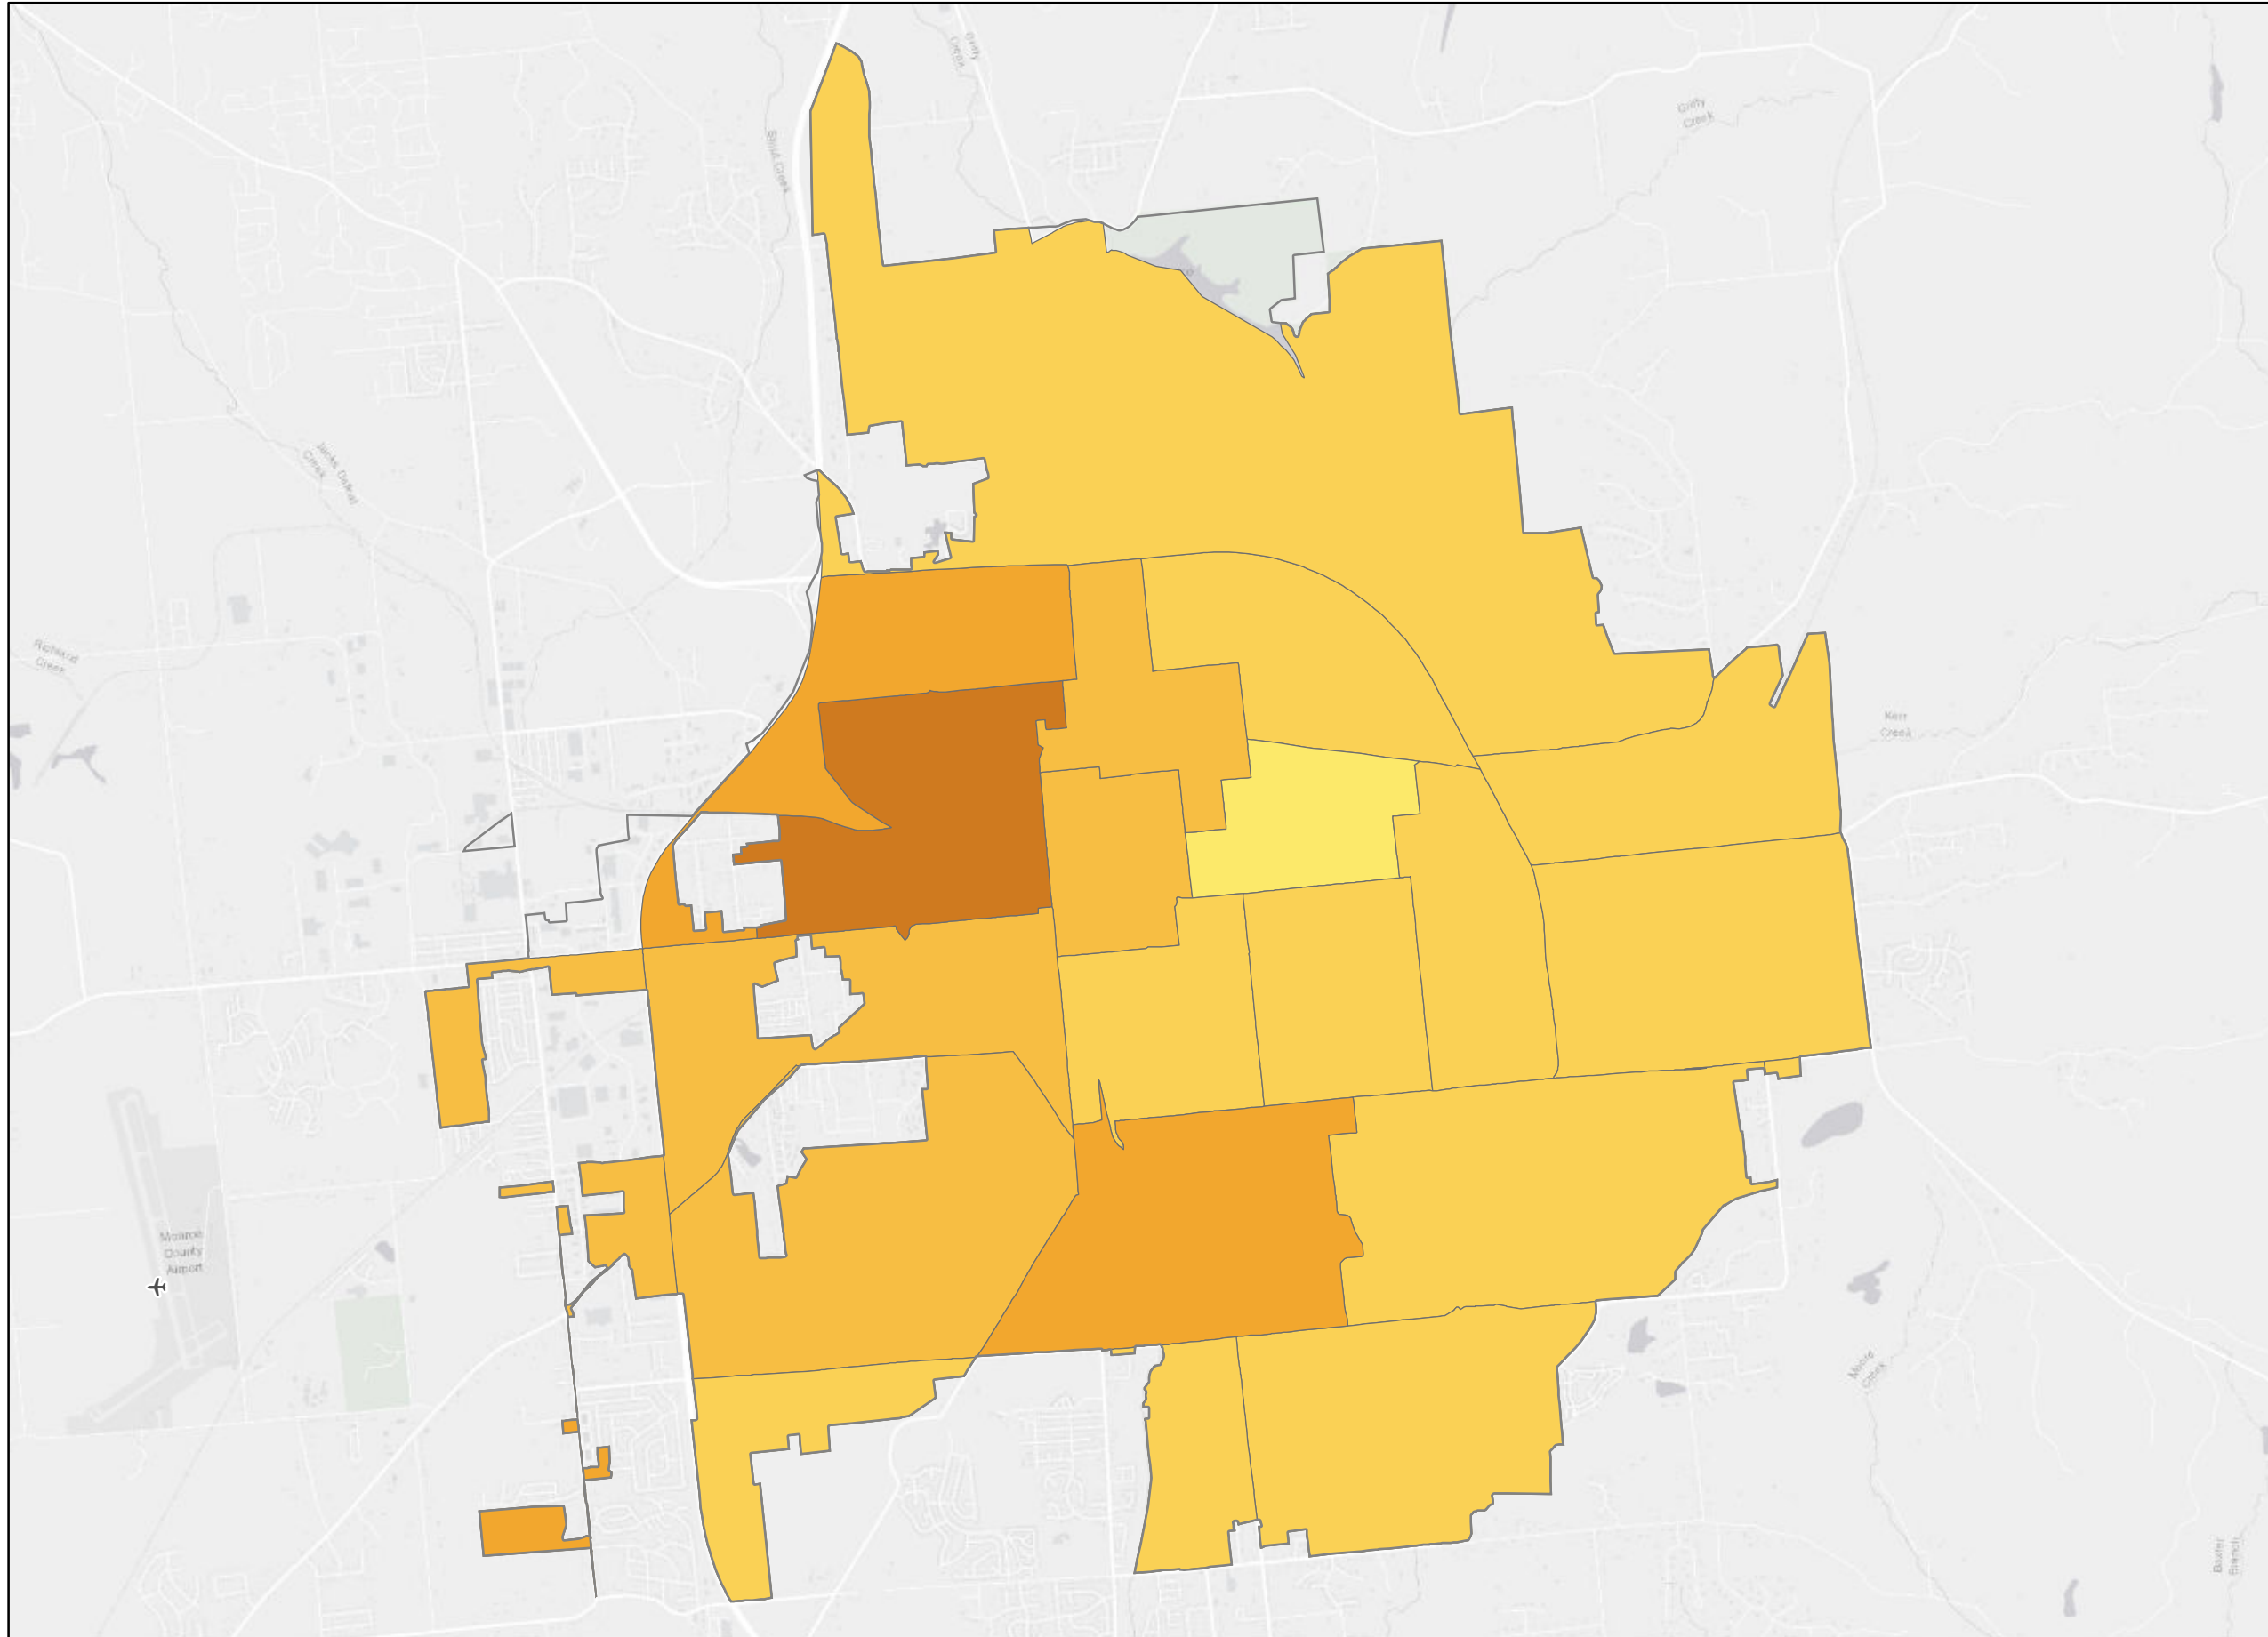 Griffy
Creek
Griffy
Creek
Stout Creek
Jacks Defeat
Creek
Richland
Creek
Kerr
Creek
Monroe
County
Airport
Moore
Creek
Baxter
Branch